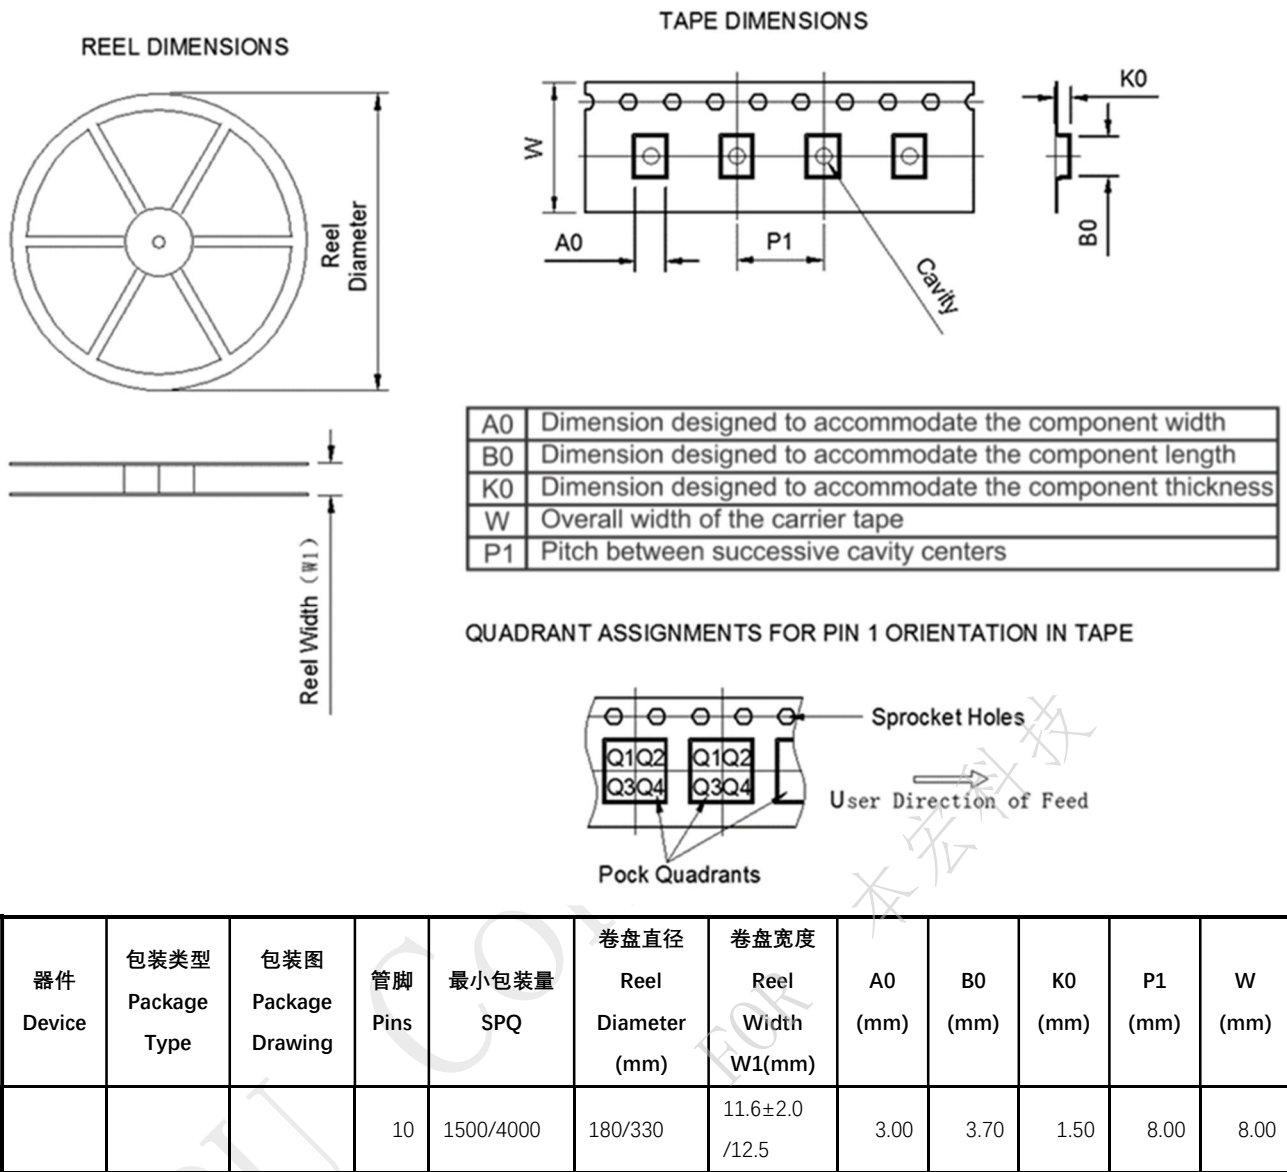 REEL DIMENSIONS
TAPE DIMENSIONS
Reel
Diameter
W
A0
P1
Cavity
K0
B0
Reel Width (W1)
A0 Dimension designed to accommodate the component width
B0 Dimension designed to accommodate the component length
K0 Dimension designed to accommodate the component thickness
W Overall width of the carrier tape
P1 Pitch between successive cavity centers
QUADRANT ASSIGNMENTS FOR PIN 1 ORIENTATION IN TAPE
Sprocket Holes
Q1 Q2 Q1 Q2
Q3 Q4 Q3 Q4
User Direction of Feed
Pock Quadrants
器件 Device
包装类型 Package Type
包装图 Package Drawing
管脚 Pins
最小包装量 SPQ
卷盘直径 Reel Diameter (mm)
卷盘宽度 Reel Width W1(mm)
A0 (mm)
B0 (mm)
K0 (mm)
P1 (mm)
W (mm)
10 1500/4000 180/330 11.6±2.0 /12.5 3.00 3.70 1.50 8.00 8.00
FOR
本宏科技